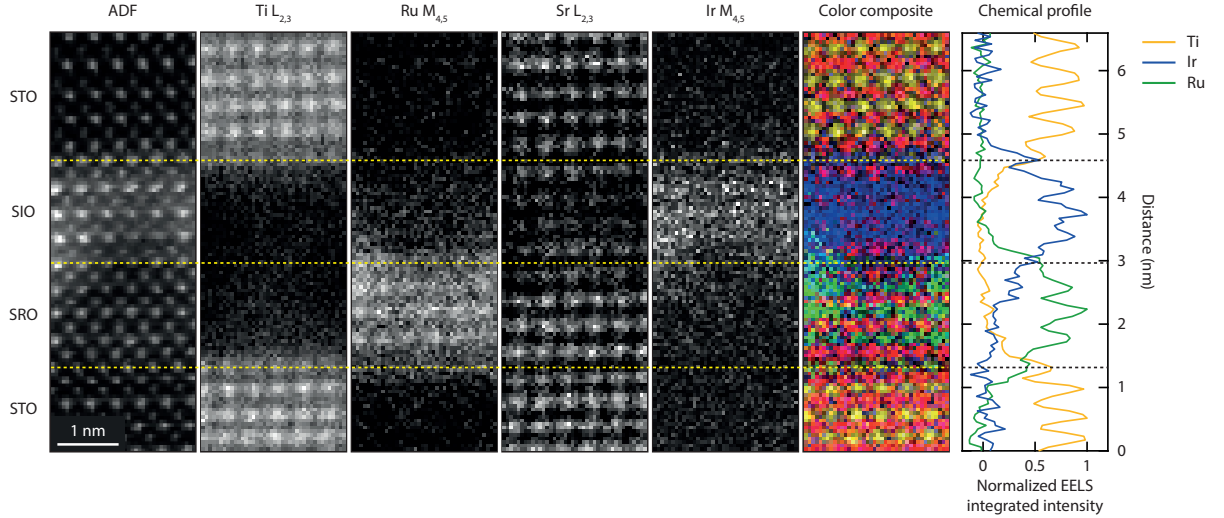 ADF
Ti L2,3
Ru M4,5
Sr L2,3
Ir M4,5
Color composite
Chemical profile
STO
SIO
SRO
STO
1 nm
6
5
4
3
2
1
0
Distance (nm)
0 0.5 1
Normalized EELS
integrated intensity
Ti
Ir
Ru